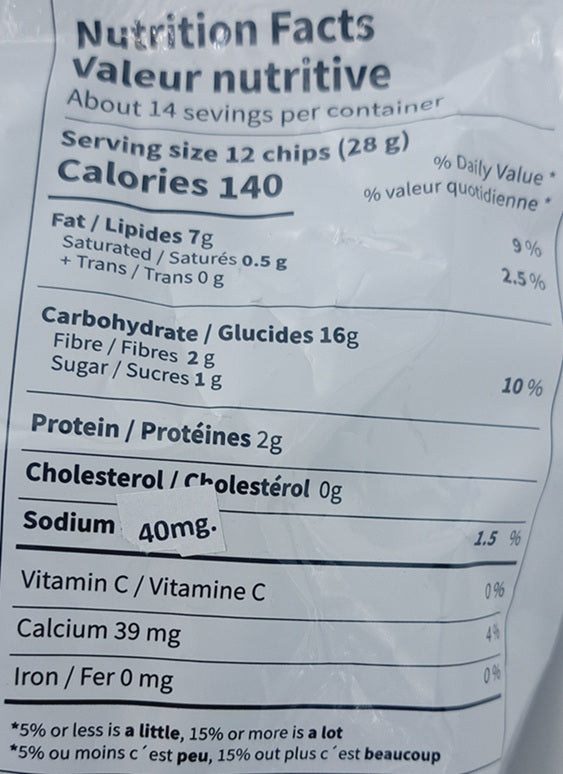 Nutrition Facts
Valeur nutritive
About 14 sevings per container
Serving size 12 chips (28 g)
Calories 140
% Daily Value *
% valeur quotidienne *
Fat / Lipides 7g 9 %
Saturated / Saturés 0.5 g 2.5 %
+ Trans / Trans 0 g
Carbohydrate / Glucides 16g
Fibre / Fibres 2 g 10 %
Sugar / Sucres 1 g
Protein / Protéines 2g
Cholesterol / Cholestérol 0g
Sodium 40mg. 1.5 %
Vitamin C / Vitamine C 0 %
Calcium 39 mg 4 %
Iron / Fer 0 mg 0 %
*5% or less is a little, 15% or more is a lot
*5% ou moins c´est peu, 15% out plus c´est beaucoup